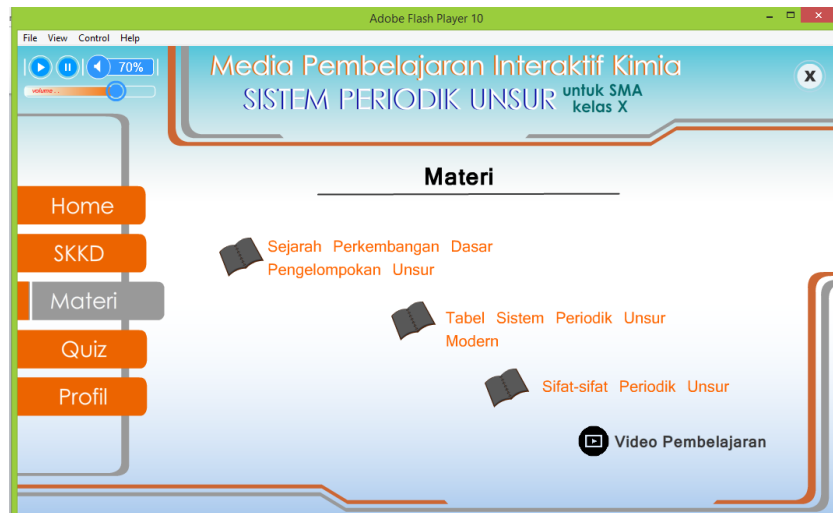 Adobe Flash Player 10
File View Control Help
70%
volume . .
Media Pembelajaran Interaktif Kimia
SISTEM PERIODIK UNSUR untuk SMA kelas X
X
Materi
Home
SKKD
Materi
Quiz
Profil
Sejarah Perkembangan Dasar
Pengelompokan Unsur
Tabel Sistem Periodik Unsur
Modern
Sifat-sifat Periodik Unsur
Video Pembelajaran